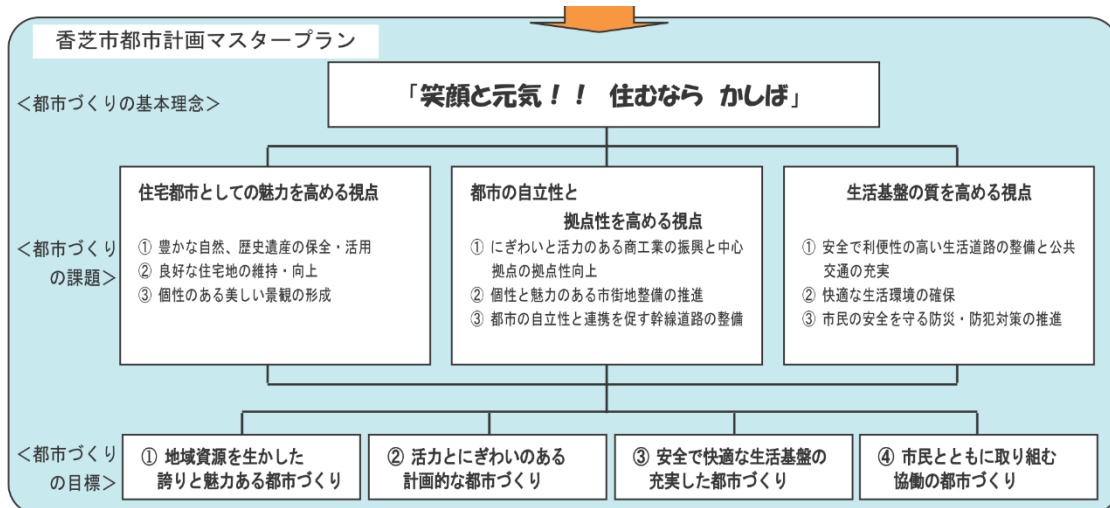 香芝市都市計画マスタープラン
＜都市づくりの基本理念＞
「笑顔と元気！！ 住むなら かしば」
＜都市づくり
の課題＞
住宅都市としての魅力を高める視点
① 豊かな自然、歴史遺産の保全・活用
② 良好な住宅地の維持・向上
③ 個性のある美しい景観の形成
都市の自立性と
拠点性を高める視点
① にぎわいと活力のある商工業の振興と中心
拠点の拠点性向上
② 個性と魅力のある市街地整備の推進
③ 都市の自立性と連携を促す幹線道路の整備
生活基盤の質を高める視点
① 安全で利便性の高い生活道路の整備と公共
交通の充実
② 快適な生活環境の確保
③ 市民の安全を守る防災・防犯対策の推進
＜都市づくり
の目標＞
① 地域資源を生かした
誇りと魅力ある都市づくり
② 活力とにぎわいのある
計画的な都市づくり
③ 安全で快適な生活基盤の
充実した都市づくり
④ 市民とともに取り組む
協働の都市づくり